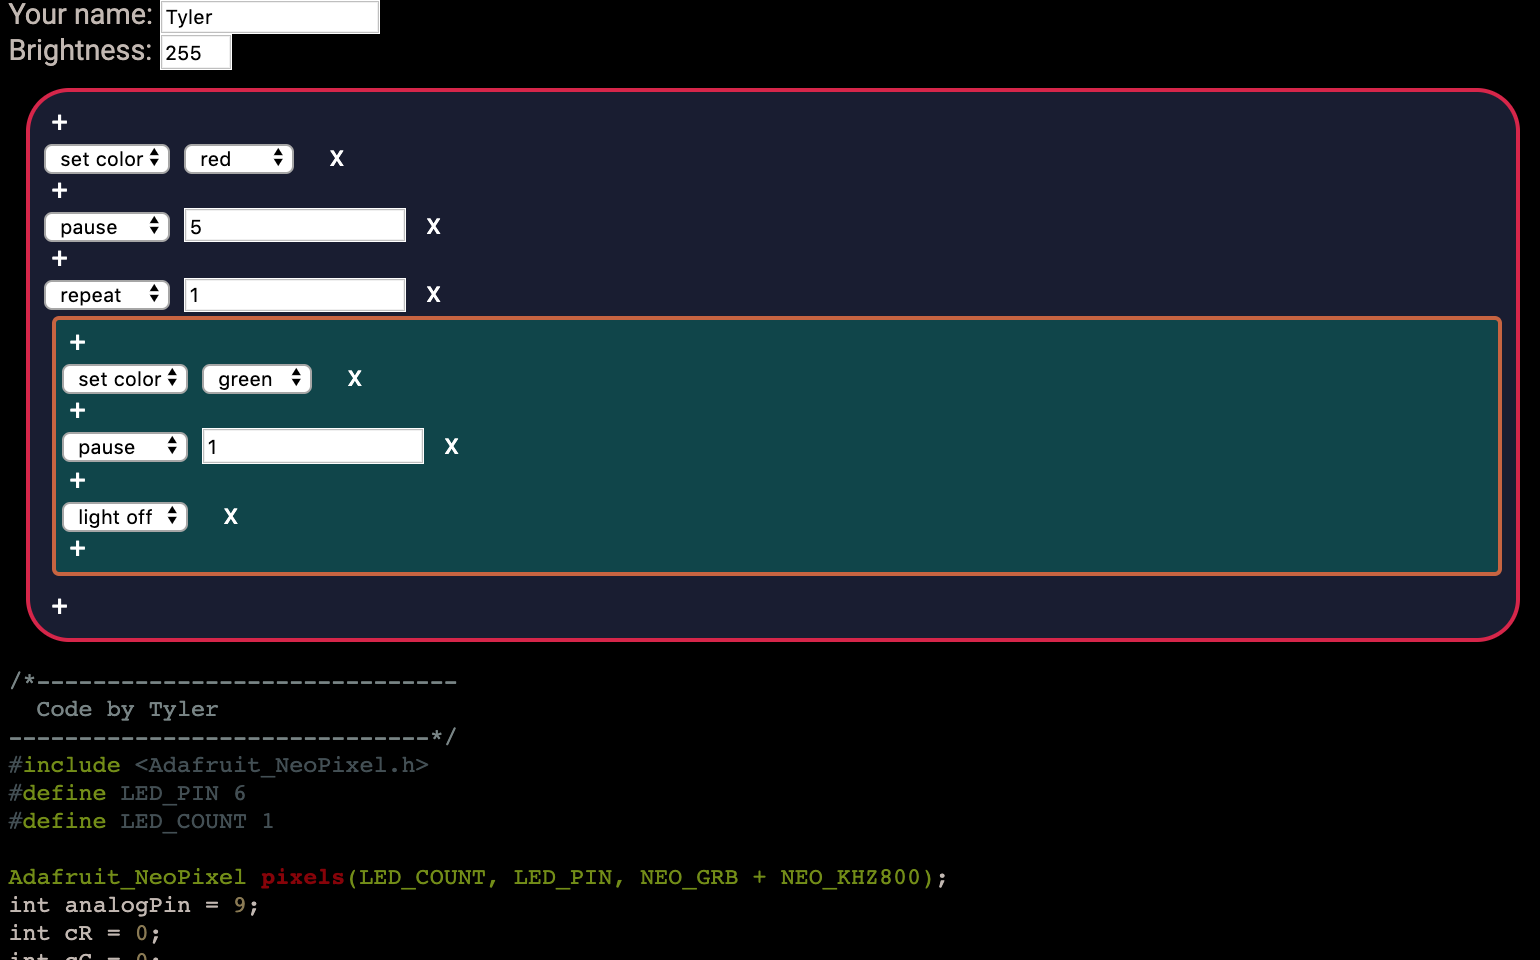 Your name: Tyler
Brightness: 255
+
set color red X
+
pause 5 X
+
repeat 1 X
+
set color green X
+
pause 1 X
+
light off X
+
+
/*------------------------------
Code by Tyler
------------------------------*/
#include <Adafruit_NeoPixel.h>
#define LED_PIN 6
#define LED_COUNT 1
Adafruit_NeoPixel pixels(LED_COUNT, LED_PIN, NEO_GRB + NEO_KHZ800);
int analogPin = 9;
int cR = 0;